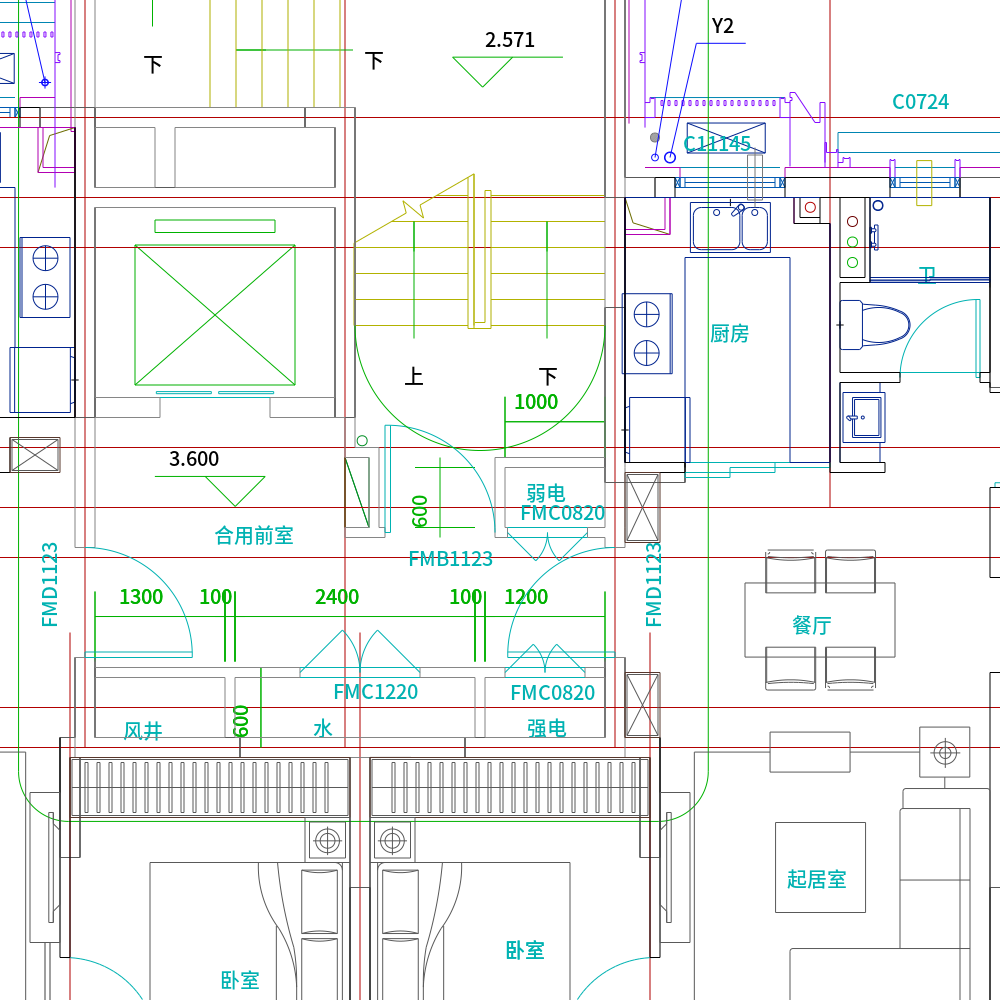 Y2
2.571
下
下
C0724
C11145
卫
厨房
上
下
1000
3.600
弱电
600
FMC0820
合用前室
FMB1123
FMD1123
FMD1123
1300
100
2400
100
1200
餐厅
FMC1220
FMC0820
600
风井
水
强电
起居室
卧室
卧室